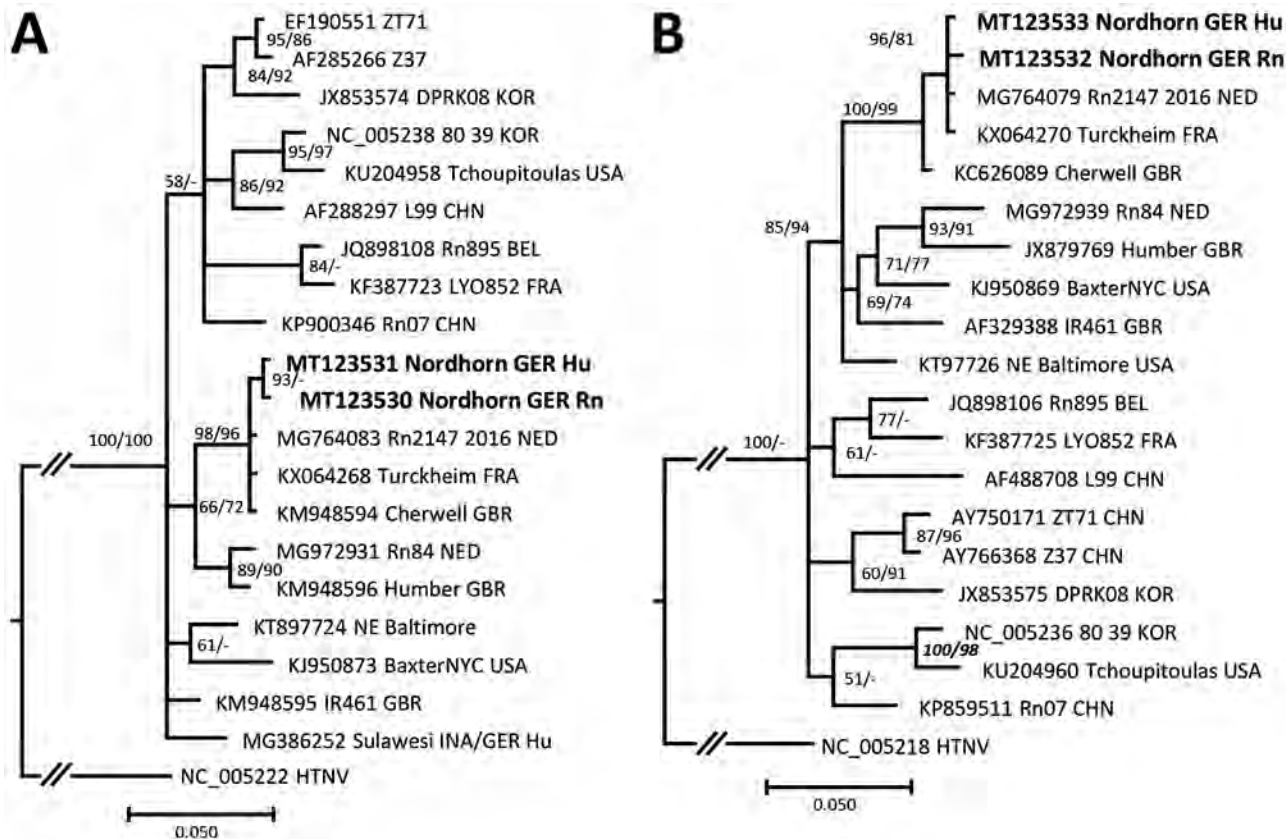 A
EF190551 ZT71
95/86
AF285266 Z37
84/92
JX853574 DPRK08 KOR
NC_005238 80 39 KOR
95/97
KU204958 Tchoupitoulas USA
58/-
86/92
AF288297 L99 CHN
JQ898108 Rn895 BEL
84/-
KF387723 LYO852 FRA
KP900346 Rn07 CHN
MT123531 Nordhorn GER Hu
93/-
MT123530 Nordhorn GER Rn
98/96
MG764083 Rn2147 2016 NED
100/100
KX064268 Turckheim FRA
66/72
KM948594 Cherwell GBR
MG972931 Rn84 NED
89/90
KM948596 Humber GBR
KT897724 NE Baltimore
61/-
KJ950873 BaxterNYC USA
KM948595 IR461 GBR
MG386252 Sulawesi INA/GER Hu
NC_005222 HTNV
0.050
B
MT123533 Nordhorn GER Hu
96/81
MT123532 Nordhorn GER Rn
MG764079 Rn2147 2016 NED
100/99
KX064270 Turckheim FRA
KC626089 Cherwell GBR
MG972939 Rn84 NED
85/94
93/91
JX879769 Humber GBR
71/77
KJ950869 BaxterNYC USA
69/74
AF329388 IR461 GBR
KT97726 NE Baltimore USA
JQ898106 Rn895 BEL
77/-
KF387725 LYO852 FRA
100/-
61/-
AF488708 L99 CHN
AY750171 ZT71 CHN
87/96
AY766368 Z37 CHN
60/91
JX853575 DPRK08 KOR
NC_005236 80 39 KOR
100/98
KU204960 Tchoupitoulas USA
51/-
KP859511 Rn07 CHN
NC_005218 HTNV
0.050